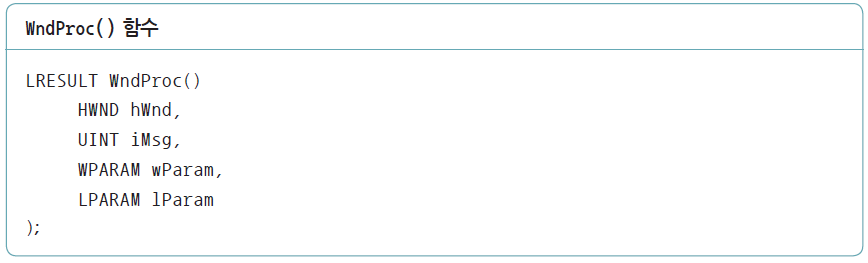 WndProc() 함수
LRESULT WndProc()
HWND hWnd,
UINT iMsg,
WPARAM wParam,
LPARAM lParam
);